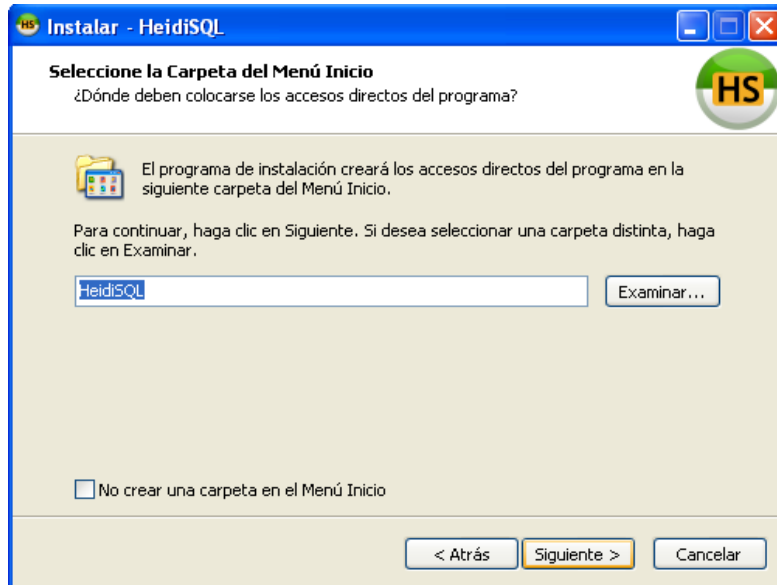 HS Instalar - HeidiSQL
Seleccione la Carpeta del Menú Inicio
¿Dónde deben colocarse los accesos directos del programa?
HS
El programa de instalación creará los accesos directos del programa en la
siguiente carpeta del Menú Inicio.
Para continuar, haga clic en Siguiente. Si desea seleccionar una carpeta distinta, haga
clic en Examinar.
HeidiSQL
Examinar...
No crear una carpeta en el Menú Inicio
< Atrás
Siguiente >
Cancelar